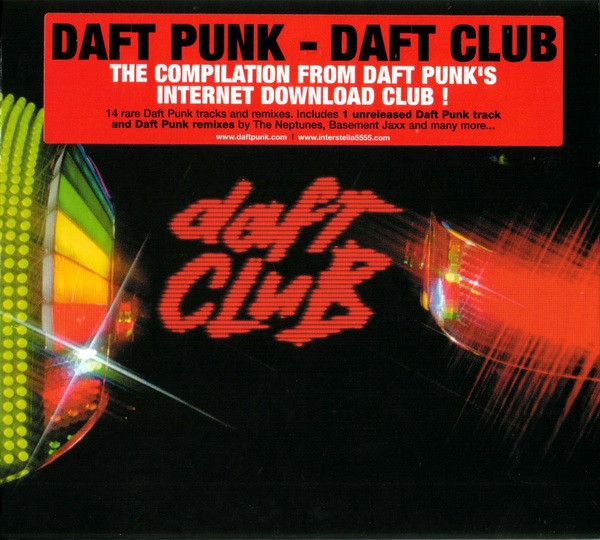 DAFT PUNK - DAFT CLUB
THE COMPILATION FROM DAFT PUNK'S
INTERNET DOWNLOAD CLUB !
14 rare Daft Punk tracks and remixes. Includes 1 unreleased Daft Punk track
and Daft Punk remixes by The Neptunes, Basement Jaxx and many more...
www.daftpunk.com | www.interstella5555.com
daft
CLUB